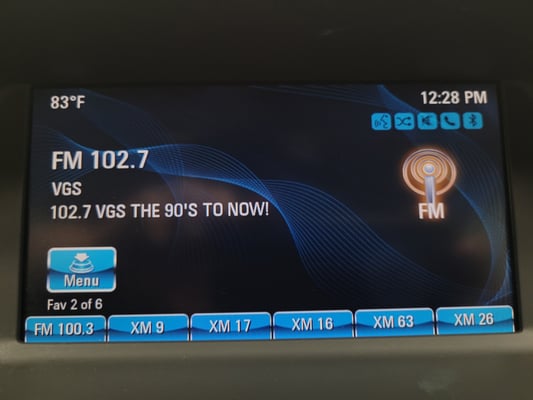 83°F
12:28 PM
FM 102.7
VGS
102.7 VGS THE 90'S TO NOW!
FM
Menu
Fav 2 of 6
FM 100.3 XM 9 XM 17 XM 16 XM 63 XM 26